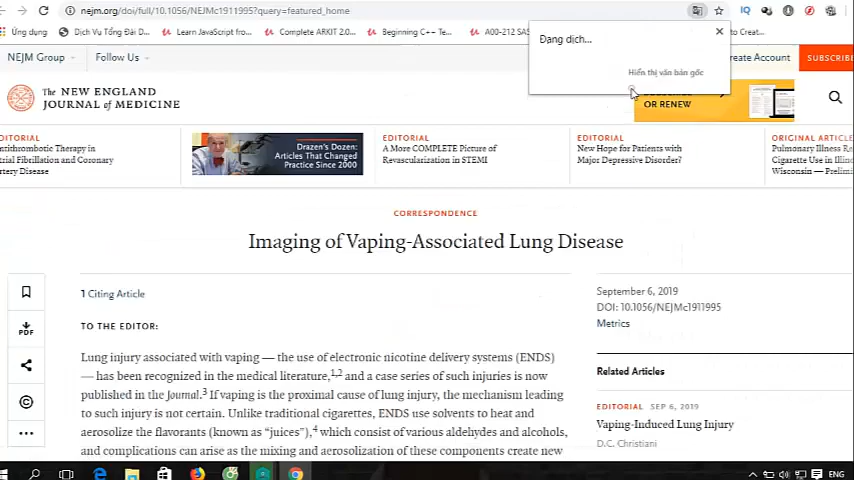 nejm.org/doi/full/10.1056/NEJMc1911995?query=featured_home
Đang dịch...
Hiển thị văn bản gốc
Ứng dụng
Dịch Vụ Tổng Đài Di...
Learn JavaScript fro...
Complete ARKIT 2.0...
Beginning C++ - Te...
A00-212 SAS
to Create...
NEJM Group
Follow Us
reate Account
SUBSCRIBE
The NEW ENGLAND
JOURNAL of MEDICINE
OR RENEW
EDITORIAL
ntithrombotic Therapy in
trial Fibrillation and Coronary
rtery Disease
Drazen's Dozen:
Articles That Changed
Practice Since 2000
EDITORIAL
A More COMPLETE Picture of
Revascularization in STEMI
EDITORIAL
New Hope for Patients with
Major Depressive Disorder?
ORIGINAL ARTICLE
Pulmonary Illness R
Cigarette Use in Illin
Wisconsin — Prelimi
CORRESPONDENCE
Imaging of Vaping-Associated Lung Disease
1 Citing Article
TO THE EDITOR:
Lung injury associated with vaping — the use of electronic nicotine delivery systems (ENDS)
— has been recognized in the medical literature,1,2 and a case series of such injuries is now
published in the Journal.3 If vaping is the proximal cause of lung injury, the mechanism leading
to such injury is not certain. Unlike traditional cigarettes, ENDS use solvents to heat and
aerosolize the flavorants (known as “juices”),4 which consist of various aldehydes and alcohols,
and complications can arise as the mixing and aerosolization of these components create new
September 6, 2019
DOI: 10.1056/NEJMc1911995
Metrics
Related Articles
EDITORIAL SEP 6, 2019
Vaping-Induced Lung Injury
D.C. Christiani
PDF
ENG